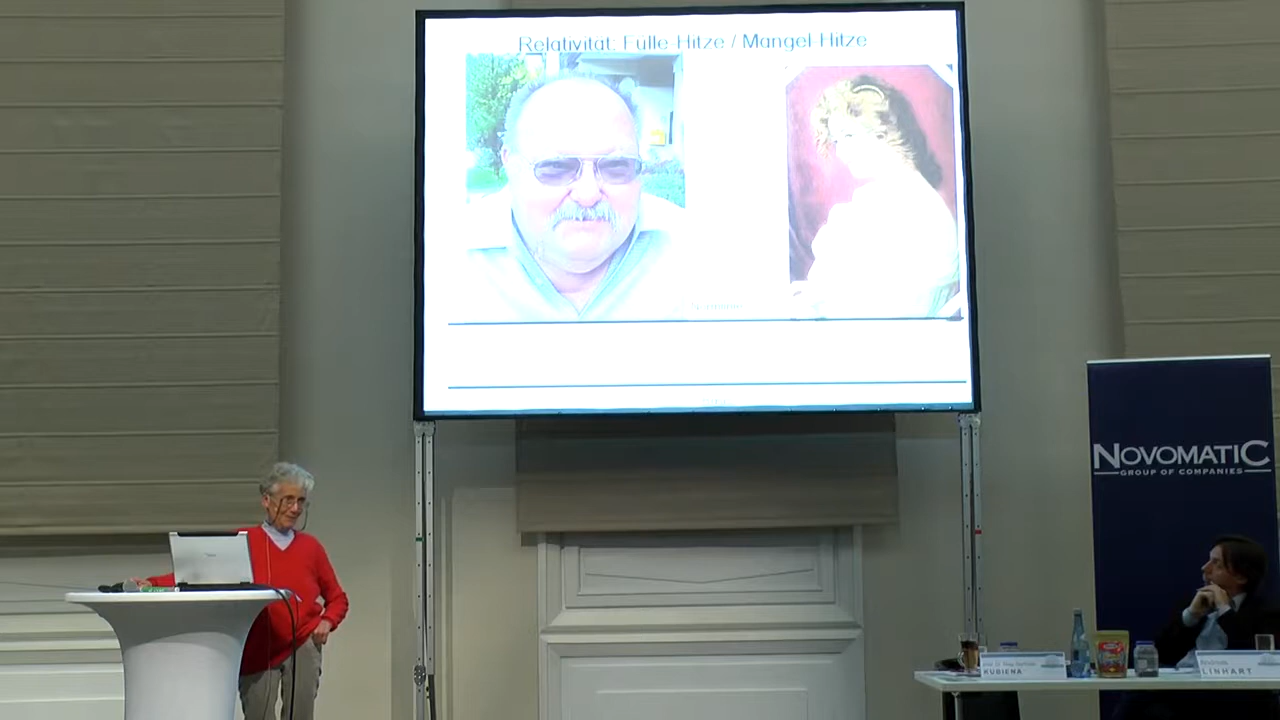 Relativität: Fülle-Hitze / Mangel-Hitze
NOVOMATIC
GROUP OF COMPANIES
KUBIENA
LINHART